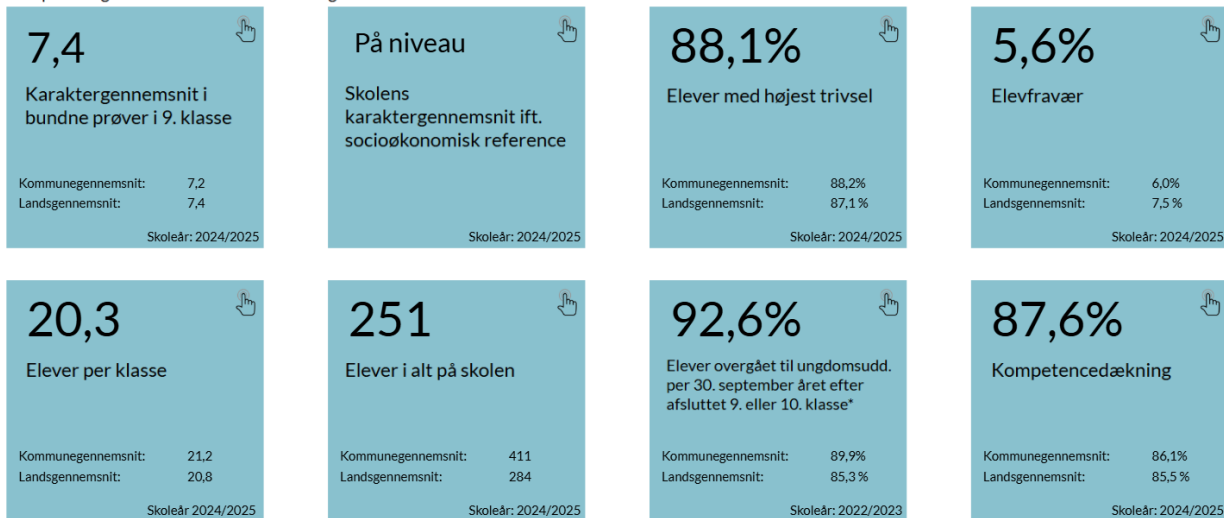 7,4
Karaktergennemsnit i
bundne prøver i 9. klasse
Kommunegennemsnit: 7,2
Landsgennemsnit: 7,4
Skoleår: 2024/2025
På niveau
Skolens
karaktergennemsnit ift.
socioøkonomisk reference
Skoleår: 2024/2025
88,1%
Elever med højest trivsel
Kommunegennemsnit: 88,2%
Landsgennemsnit: 87,1 %
Skoleår: 2022/2023
5,6%
Elevfravær
Kommunegennemsnit: 6,0%
Landsgennemsnit: 7,5 %
Skoleår: 2024/2025
20,3
Elever per klasse
Kommunegennemsnit: 21,2
Landsgennemsnit: 20,8
Skoleår 2024/2025
251
Elever i alt på skolen
Kommunegennemsnit: 411
Landsgennemsnit: 284
Skoleår: 2024/2025
92,6%
Elever overgået til ungdomsudd.
per 30. september året efter
afsluttet 9. eller 10. klasse*
Kommunegennemsnit: 89,9%
Landsgennemsnit: 85,3 %
Skoleår: 2022/2023
87,6%
Kompetencedækning
Kommunegennemsnit: 86,1%
Landsgennemsnit: 85,5 %
Skoleår: 2024/2025